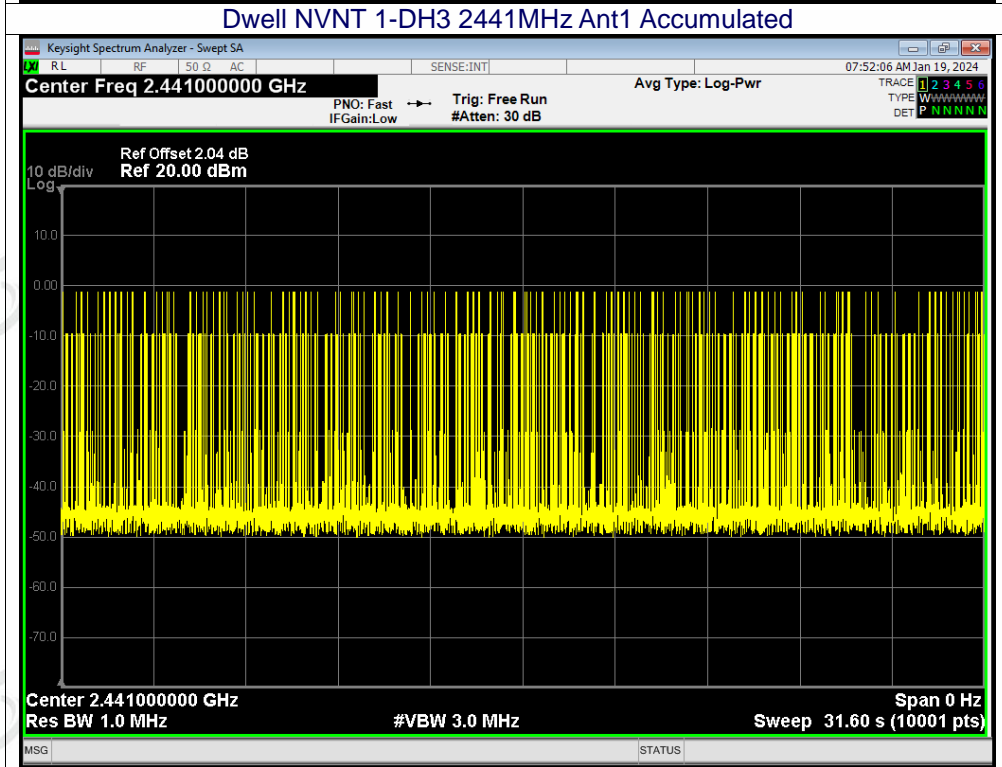 Dwell NVNT 1-DH3 2441MHz Ant1 Accumulated
Keysight Spectrum Analyzer - Swept SA
LXI RL RF 50 Ω AC SENSE:INT 07:52:06 AM Jan 19, 2024
Center Freq 2.441000000 GHz Avg Type: Log-Pwr TRACE 1 2 3 4 5 6
PNO: Fast Trig: Free Run TYPE WWWWWW
IFGain:Low #Atten: 30 dB DET P N N N N N
Ref Offset 2.04 dB
10 dB/div Ref 20.00 dBm
Log
10.0
0.00
-10.0
-20.0
-30.0
-40.0
-50.0
-60.0
-70.0
Center 2.441000000 GHz Span 0 Hz
Res BW 1.0 MHz #VBW 3.0 MHz Sweep 31.60 s (10001 pts)
MSG STATUS